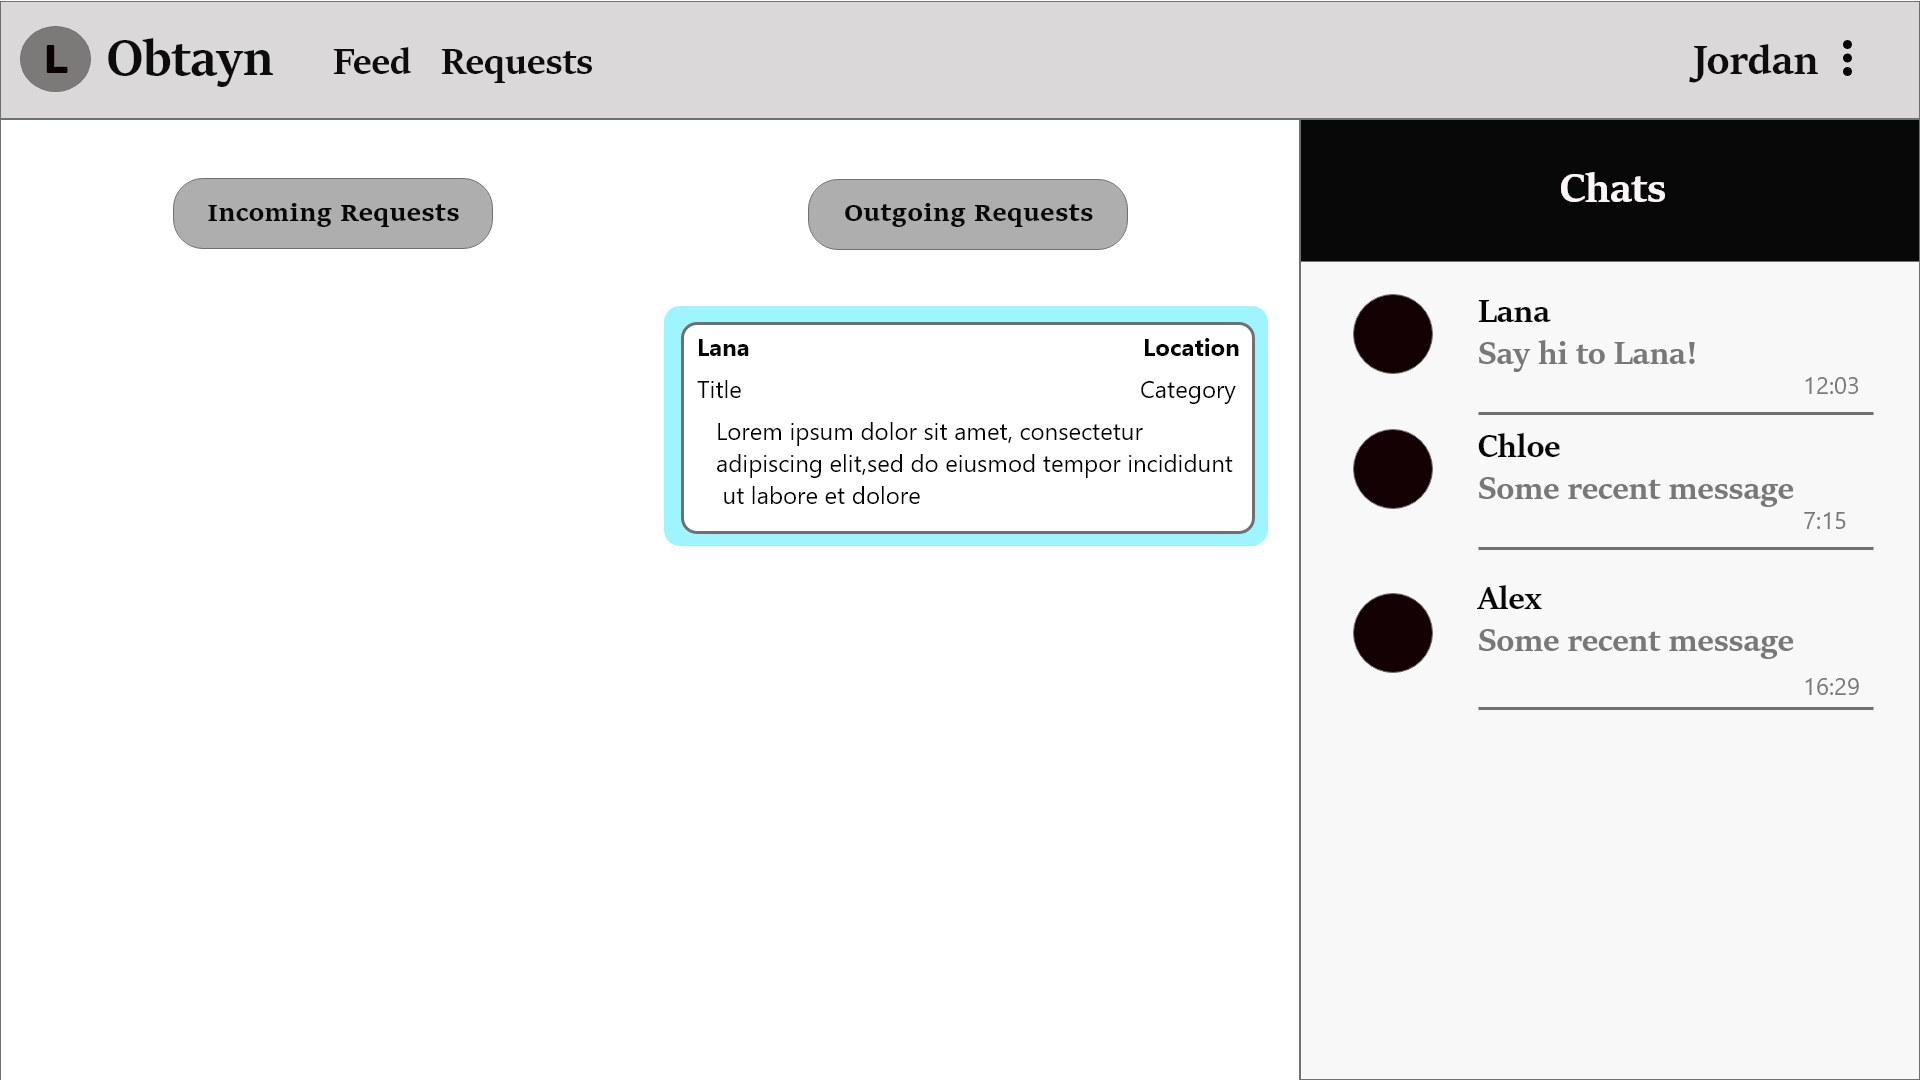 L Obtayn Feed Requests Jordan
Incoming Requests
Outgoing Requests
Lana Location
Title Category
Lorem ipsum dolor sit amet, consectetur
adipiscing elit,sed do eiusmod tempor incididunt
ut labore et dolore
Chats
Lana
Say hi to Lana!
12:03
Chloe
Some recent message
7:15
Alex
Some recent message
16:29